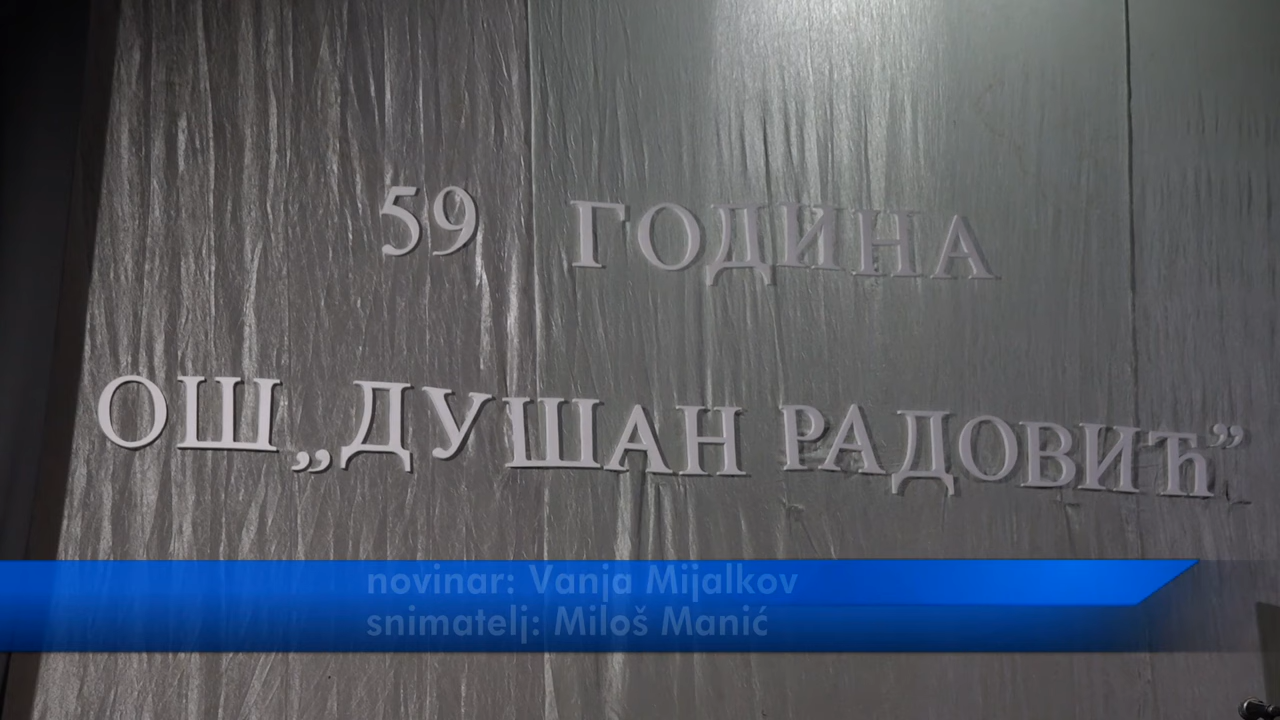 59 ГОДИНА
ОШ „ДУШАН РАДОВИЋ”
novinar: Vanja Mijalkov
snimatelj: Miloš Manić